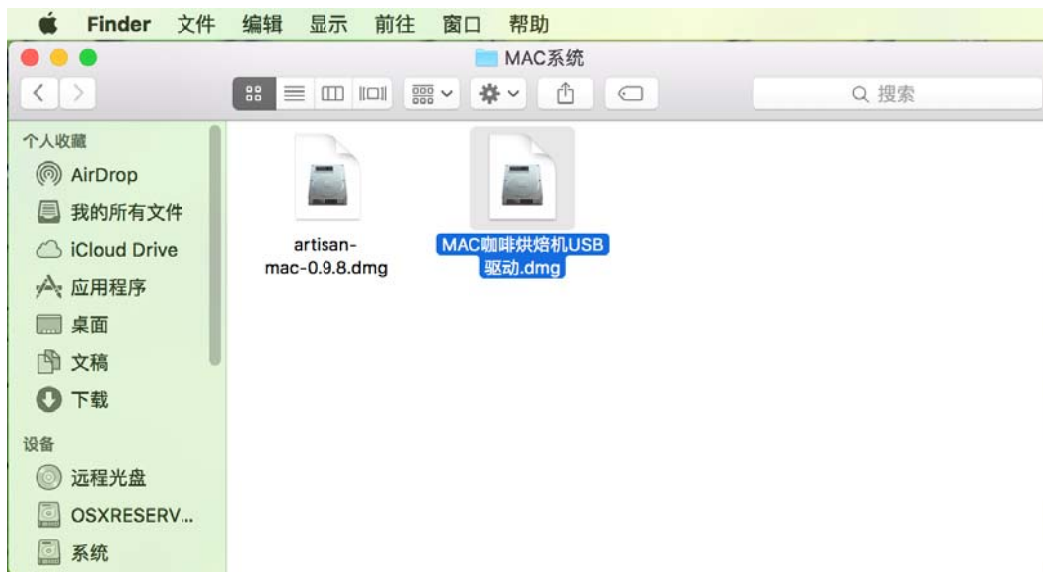 Finder 文件 编辑 显示 前往 窗口 帮助
MAC系统
搜索
个人收藏
AirDrop
我的所有文件
iCloud Drive
应用程序
桌面
文稿
下载
设备
远程光盘
OSXRESERV...
系统
artisan-
mac-0.9.8.dmg
MAC咖啡烘焙机USB
驱动.dmg